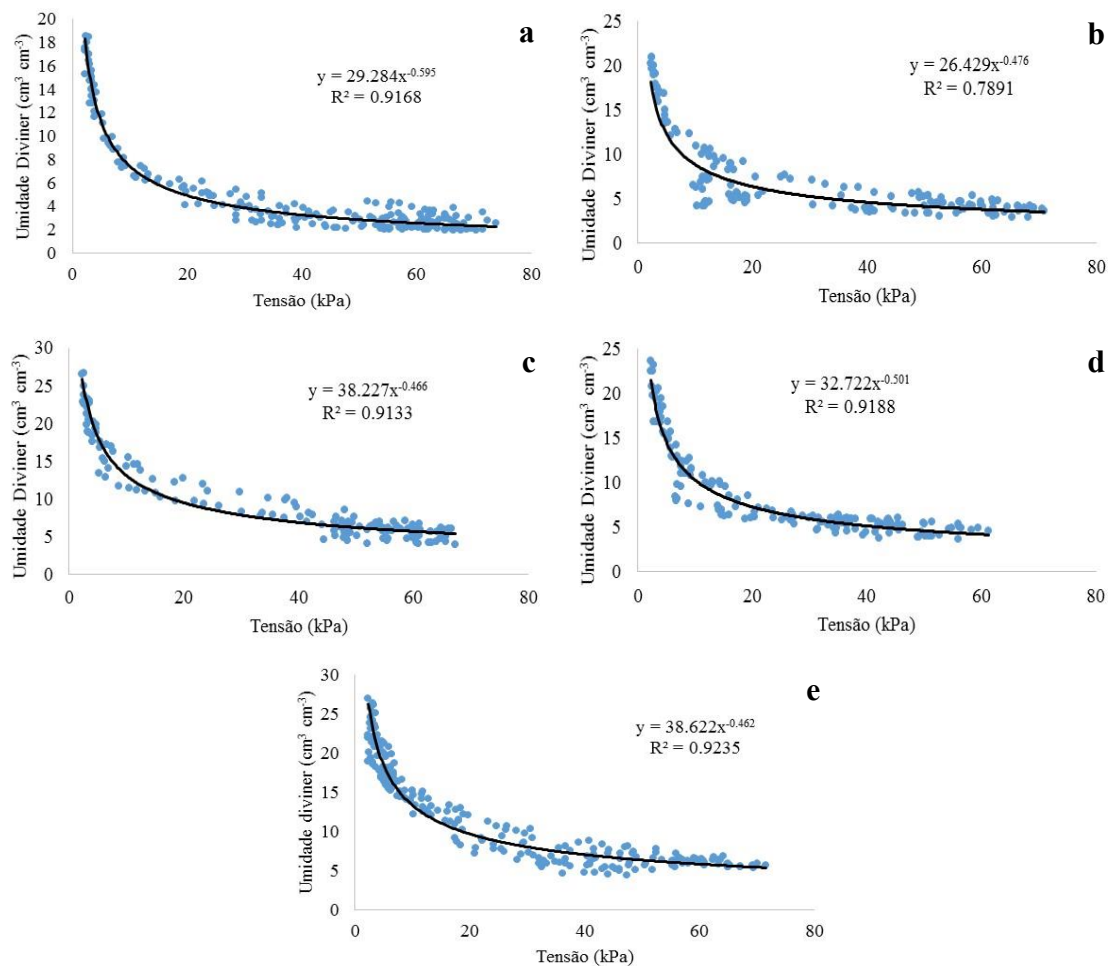 a
20
18
16
14
12
10
8
6
4
2
0
Umidade Diviner (cm³ cm⁻³)
y = 29.284x⁻⁰·⁵⁹⁵
R² = 0.9168
0 20 40 60 80
Tensão (kPa)
b
25
20
15
10
5
0
Umidade Diviner (cm³ cm⁻³)
y = 26.429x⁻⁰·⁴⁷⁶
R² = 0.7891
0 20 40 60 80
Tensão (kPa)
c
30
25
20
15
10
5
0
Umidade Diviner (cm³ cm⁻³)
y = 38.227x⁻⁰·⁴⁶⁶
R² = 0.9133
0 20 40 60 80
Tensão (kPa)
d
25
20
15
10
5
0
Umidade Diviner (cm³ cm⁻³)
y = 32.722x⁻⁰·⁵⁰¹
R² = 0.9188
0 20 40 60 80
Tensão (kPa)
e
30
25
20
15
10
5
0
Umidade diviner (cm³ cm⁻³)
y = 38.622x⁻⁰·⁴⁶²
R² = 0.9235
0 20 40 60 80
Tensão (kPa)